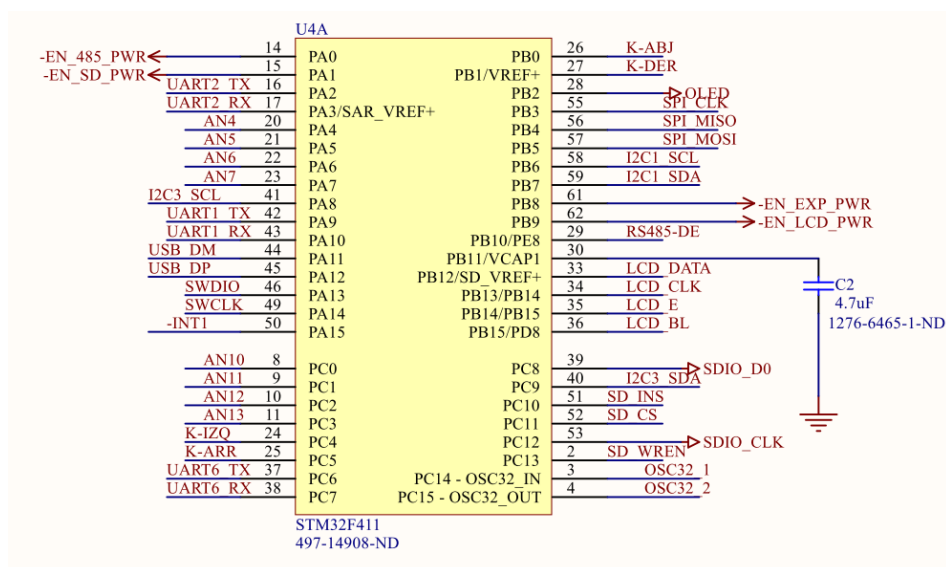 U4A
-EN_485_PWR 14 PA0 PB0 26 K-ABJ
-EN_SD_PWR 15 PA1 PB1/VREF+ 27 K-DER
UART2_TX 16 PA2 PB2 28 OLED
UART2_RX 17 PA3/SAR_VREF+ PB3 55 SPI_CLK
AN4 20 PA4 PB4 56 SPI_MISO
AN5 21 PA5 PB5 57 SPI_MOSI
AN6 22 PA6 PB6 58 I2C1_SCL
AN7 23 PA7 PB7 59 I2C1_SDA
I2C3_SCL 41 PA8 PB8 61 -EN_EXP_PWR
UART1_TX 42 PA9 PB9 62 -EN_LCD_PWR
UART1_RX 43 PA10 PB10/PE8 29 RS485-DE
USB_DM 44 PA11 PB11/VCAP1 30
USB_DP 45 PA12 PB12/SD_VREF+ 33 LCD_DATA
SWDIO 46 PA13 PB13/PB14 34 LCD_CLK
SWCLK 49 PA14 PB14/PB15 35 LCD_E
-INT1 50 PA15 PB15/PD8 36 LCD_BL
C2
4.7uF
1276-6465-1-ND
AN10 8 PC0 PC8 39 SDIO_D0
AN11 9 PC1 PC9 40 I2C3_SDA
AN12 10 PC2 PC10 51 SD_INS
AN13 11 PC3 PC11 52 SD_CS
K-IZQ 24 PC4 PC12 53 SDIO_CLK
K-ARR 25 PC5 PC13 2 SD_WREN
UART6_TX 37 PC6 PC14 - OSC32_IN 3 OSC32_1
UART6_RX 38 PC7 PC15 - OSC32_OUT 4 OSC32_2
STM32F411
497-14908-ND